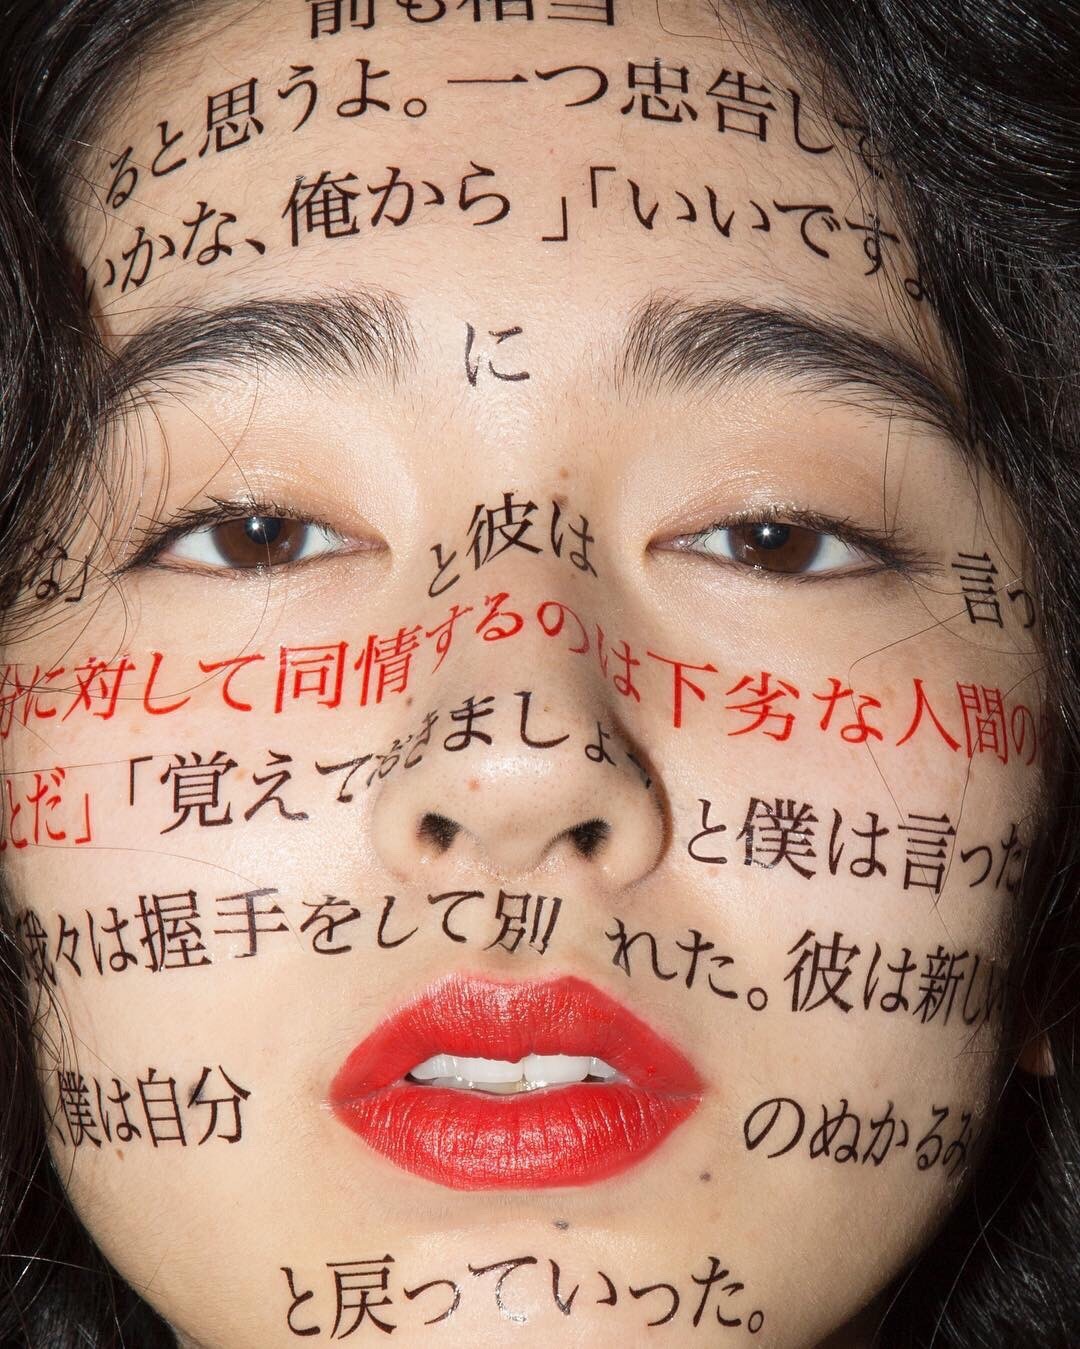 前も相当
ると思うよ。一つ忠告して
いかな、俺から」「いいですよ
に
な」と彼は言っ
分に対して同情するのは下劣な人間の
ことだ」「覚えておきましょう
と僕は言った
我々は握手をして別れた。彼は新しい
僕は自分のぬかるみ
と戻っていった。